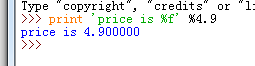 Type "copyright", "credits" or "l
>>> print 'price is %f' %4.9
price is 4.900000
>>>